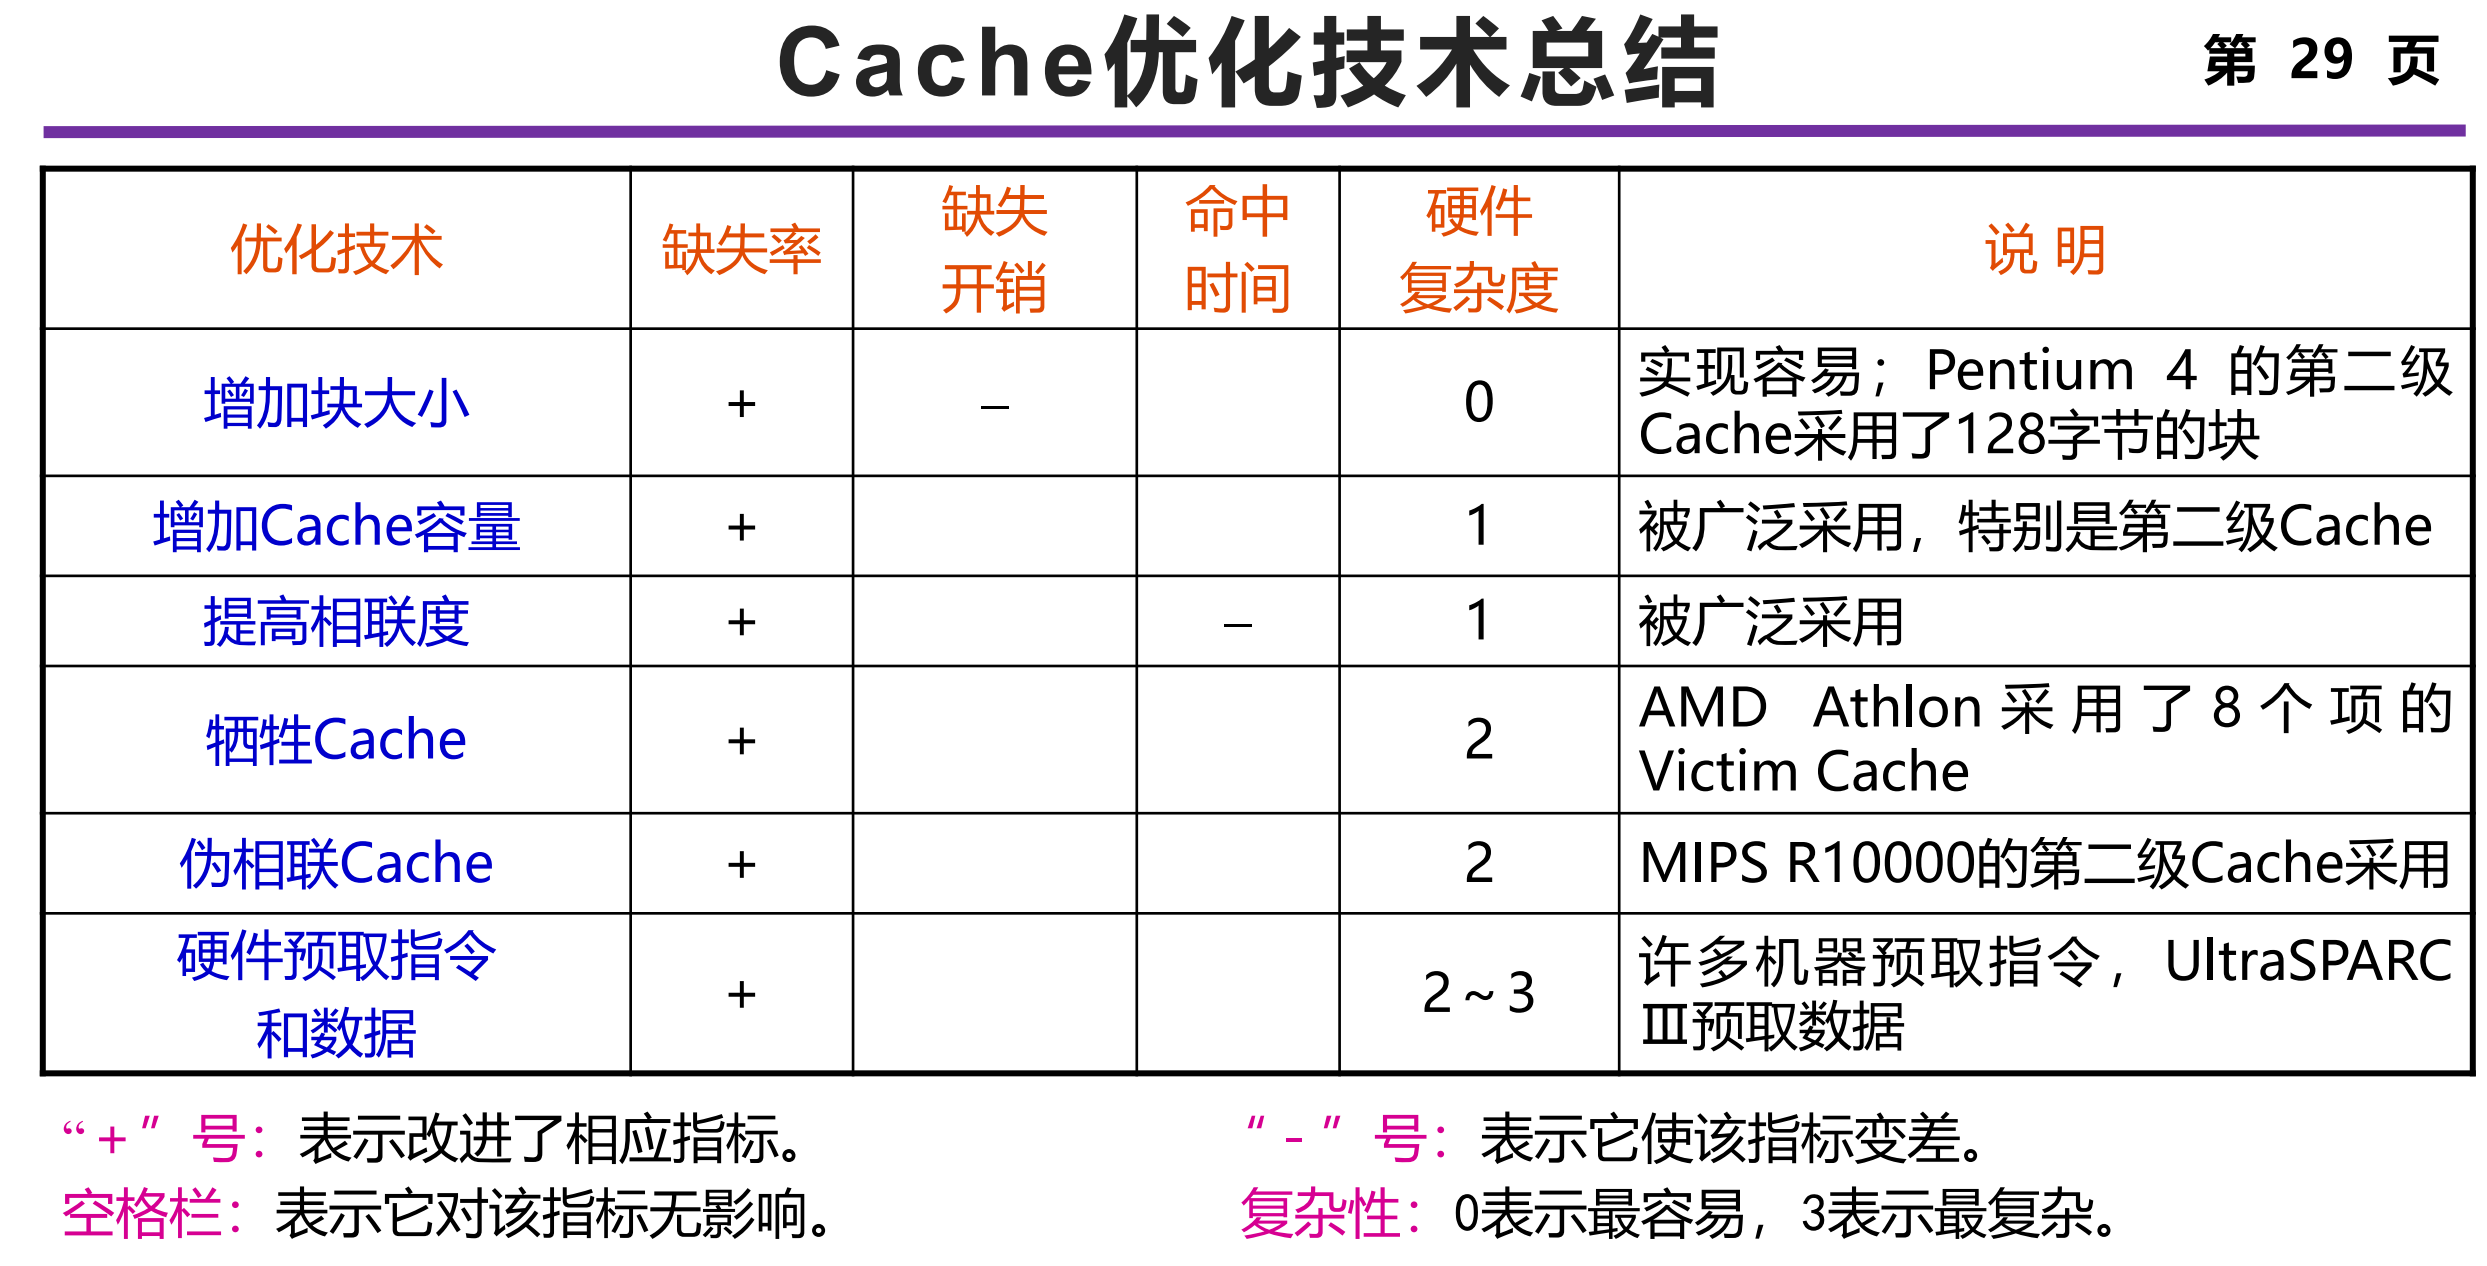 Cache优化技术总结
第 29 页
优化技术
缺失率
缺失
开销
命中
时间
硬件
复杂度
说 明
增加块大小
+
–
0
实现容易；Pentium 4 的第二级
Cache采用了128字节的块
增加Cache容量
+
1
被广泛采用，特别是第二级Cache
提高相联度
+
–
1
被广泛采用
牺牲Cache
+
2
AMD Athlon采用了8个项的
Victim Cache
伪相联Cache
+
2
MIPS R10000的第二级Cache采用
硬件预取指令
和数据
+
2～3
许多机器预取指令，UltraSPARC
Ⅲ预取数据
“+”号：表示改进了相应指标。
“-”号：表示它使该指标变差。
空格栏：表示它对该指标无影响。
复杂性：0表示最容易，3表示最复杂。